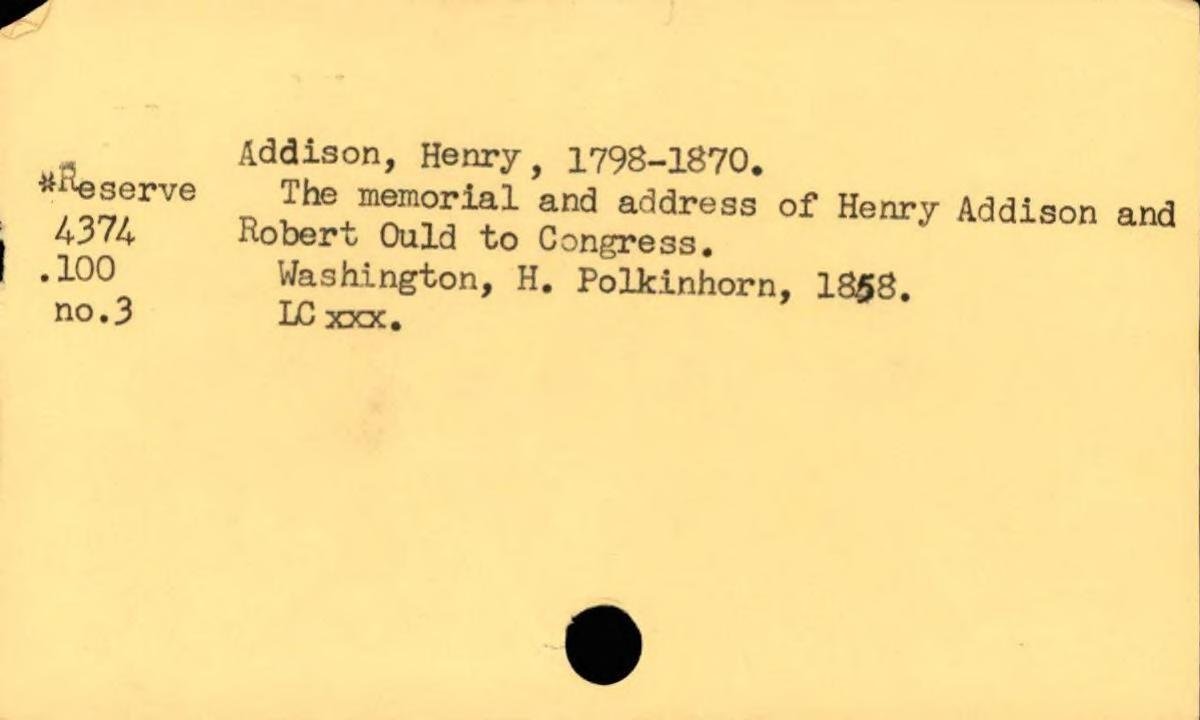 Addison, Henry, 1798-1870.
*Reserve The memorial and address of Henry Addison and
4374 Robert Ould to Congress.
.100 Washington, H. Polkinhorn, 1858.
no.3 LC xxx.